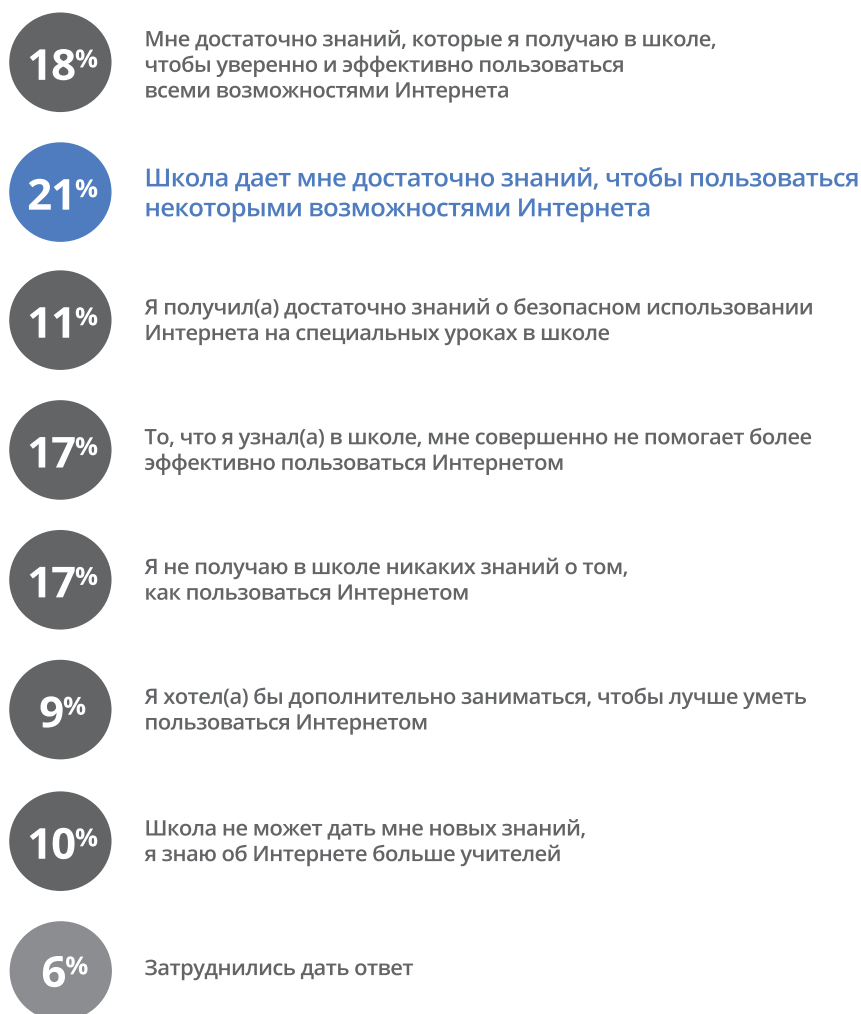 18%
Мне достаточно знаний, которые я получаю в школе,
чтобы уверенно и эффективно пользоваться
всеми возможностями Интернета
21%
Школа дает мне достаточно знаний, чтобы пользоваться
некоторыми возможностями Интернета
11%
Я получил(а) достаточно знаний о безопасном использовании
Интернета на специальных уроках в школе
17%
То, что я узнал(а) в школе, мне совершенно не помогает более
эффективно пользоваться Интернетом
17%
Я не получаю в школе никаких знаний о том,
как пользоваться Интернетом
9%
Я хотел(а) бы дополнительно заниматься, чтобы лучше уметь
пользоваться Интернетом
10%
Школа не может дать мне новых знаний,
я знаю об Интернете больше учителей
6%
Затруднились дать ответ